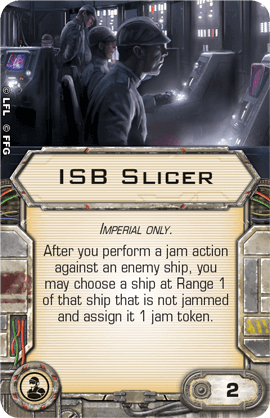 © LFL © FFG
ISB Slicer
Imperial only.
After you perform a jam action
against an enemy ship, you
may choose a ship at Range 1
of that ship that is not jammed
and assign it 1 jam token.
2